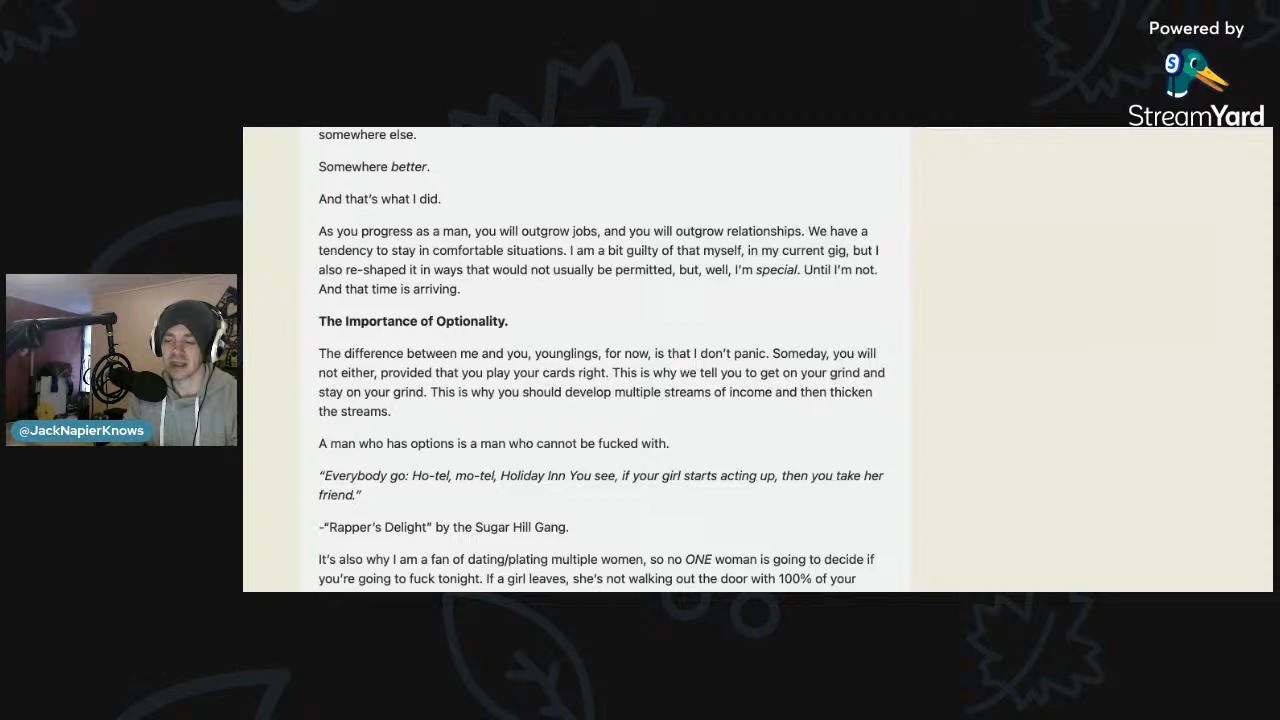 Powered by
StreamYard
somewhere else.
Somewhere better.
And that's what I did.
As you progress as a man, you will outgrow jobs, and you will outgrow relationships. We have a
tendency to stay in comfortable situations. I am a bit guilty of that myself, in my current gig, but I
also re-shaped it in ways that would not usually be permitted, but, well, I'm special. Until I'm not.
And that time is arriving.
The Importance of Optionality.
The difference between me and you, younglings, for now, is that I don't panic. Someday, you will
not either, provided that you play your cards right. This is why we tell you to get on your grind and
stay on your grind. This is why you should develop multiple streams of income and then thicken
the streams.
A man who has options is a man who cannot be fucked with.
“Everybody go: Ho-tel, mo-tel, Holiday Inn You see, if your girl starts acting up, then you take her
friend.”
-“Rapper's Delight” by the Sugar Hill Gang.
It's also why I am a fan of dating/plating multiple women, so no ONE woman is going to decide if
you're going to fuck tonight. If a girl leaves, she's not walking out the door with 100% of your
@JackNapierKnows